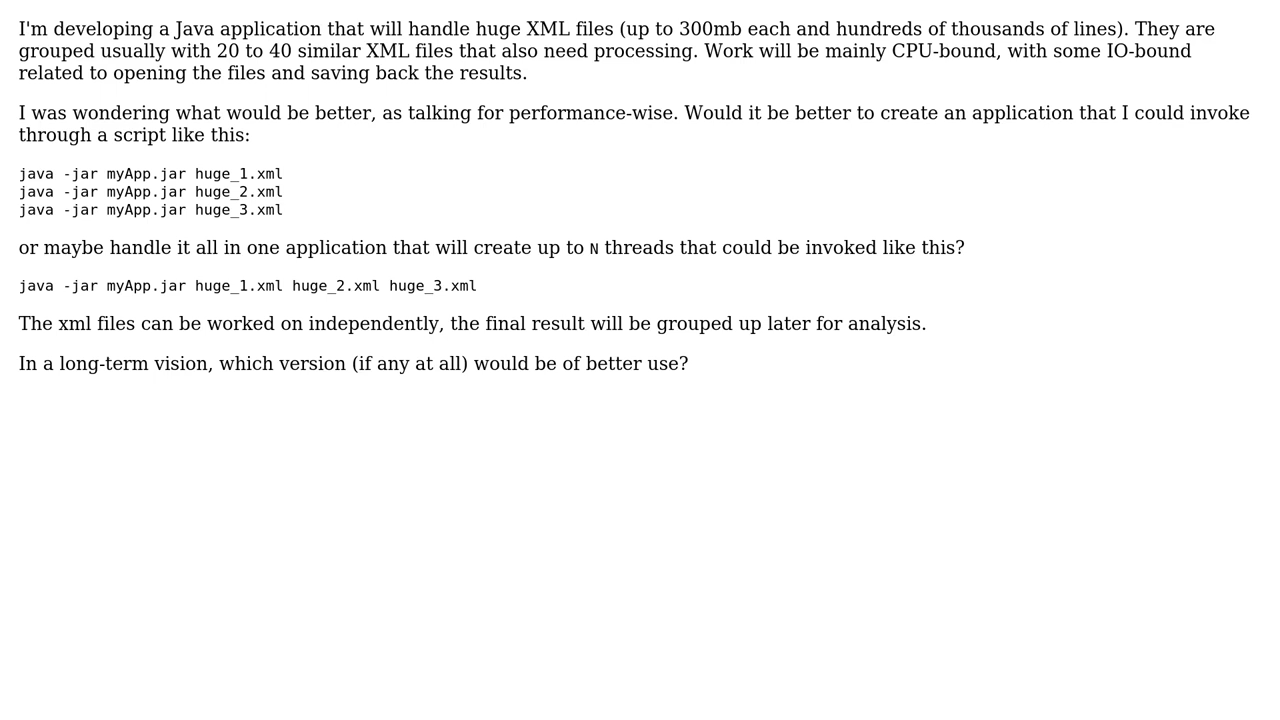 I'm developing a Java application that will handle huge XML files (up to 300mb each and hundreds of thousands of lines). They are
grouped usually with 20 to 40 similar XML files that also need processing. Work will be mainly CPU-bound, with some IO-bound
related to opening the files and saving back the results.
I was wondering what would be better, as talking for performance-wise. Would it be better to create an application that I could invoke
through a script like this:
java -jar myApp.jar huge_1.xml
java -jar myApp.jar huge_2.xml
java -jar myApp.jar huge_3.xml
or maybe handle it all in one application that will create up to N threads that could be invoked like this?
java -jar myApp.jar huge_1.xml huge_2.xml huge_3.xml
The xml files can be worked on independently, the final result will be grouped up later for analysis.
In a long-term vision, which version (if any at all) would be of better use?